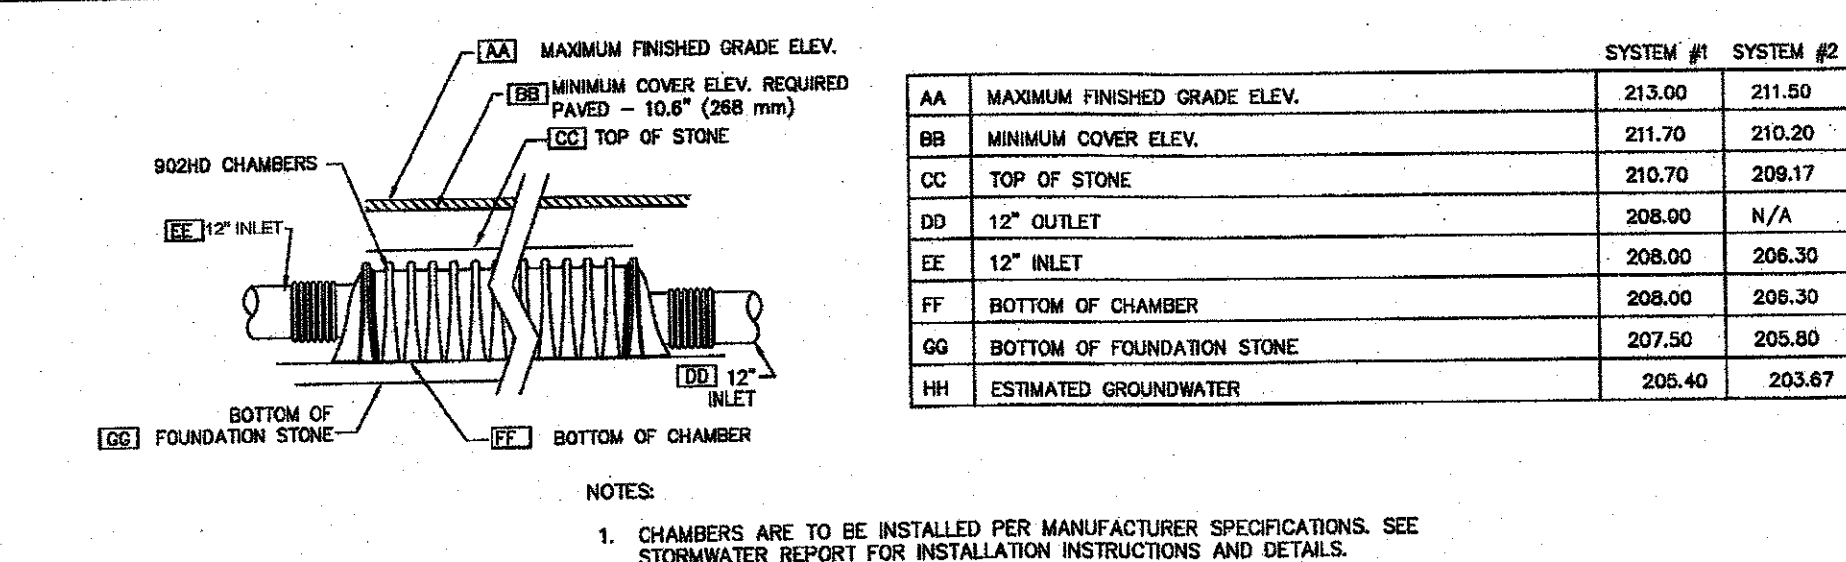 [AA] MAXIMUM FINISHED GRADE ELEV.
[BB] MINIMUM COVER ELEV. REQUIRED
PAVED – 10.6" (268 mm)
[CC] TOP OF STONE
902HD CHAMBERS
[EE] 12" INLET
[DD] 12"
INLET
BOTTOM OF
[GG] FOUNDATION STONE
[FF] BOTTOM OF CHAMBER
SYSTEM #1 SYSTEM #2
AA MAXIMUM FINISHED GRADE ELEV. 213.00 211.50
BB MINIMUM COVER ELEV. 211.70 210.20
CC TOP OF STONE 210.70 209.17
DD 12" OUTLET 208.00 N/A
EE 12" INLET 208.00 206.30
FF BOTTOM OF CHAMBER 208.00 206.30
GG BOTTOM OF FOUNDATION STONE 207.50 205.80
HH ESTIMATED GROUNDWATER 205.40 203.67
NOTES:
1. CHAMBERS ARE TO BE INSTALLED PER MANUFACTURER SPECIFICATIONS. SEE
STORMWATER REPORT FOR INSTALLATION INSTRUCTIONS AND DETAILS.